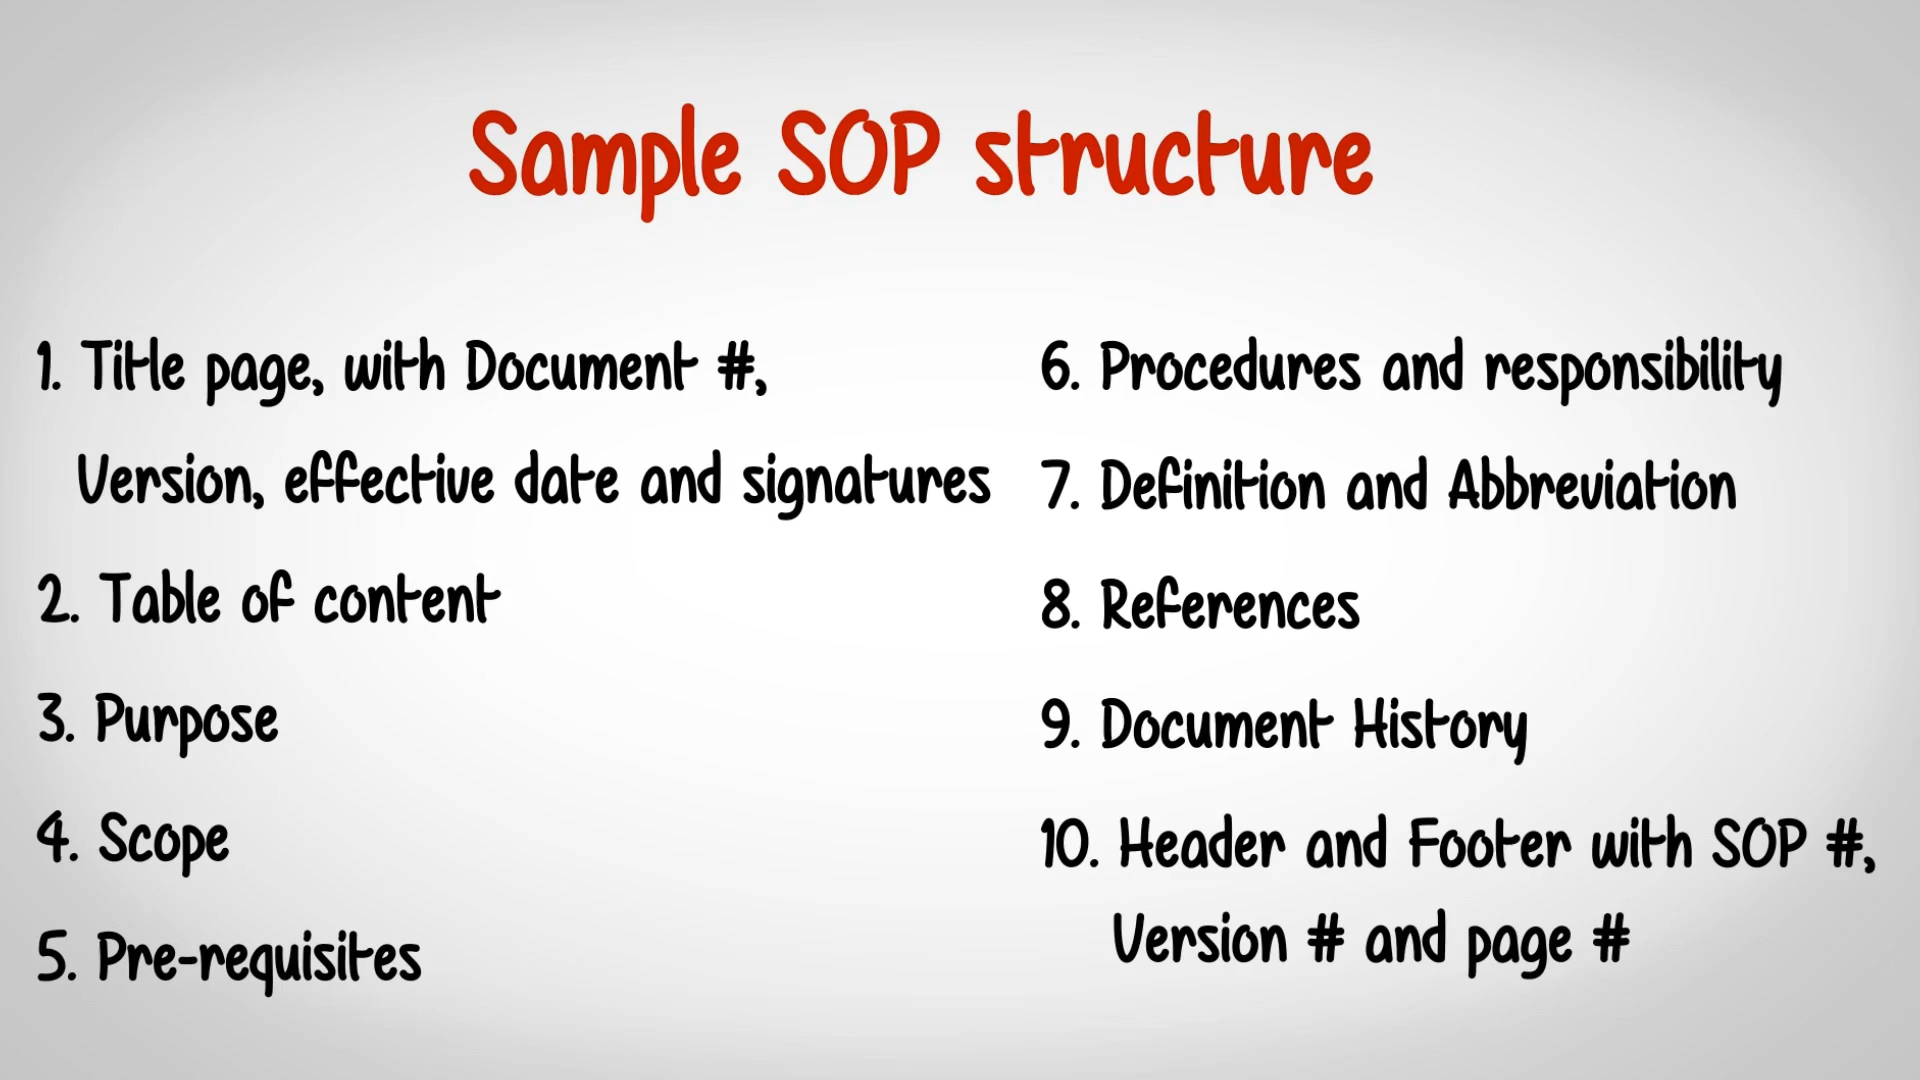 Sample SOP structure
1. Title page, with Document #,
Version, effective date and signatures
2. Table of content
3. Purpose
4. Scope
5. Pre-requisites
6. Procedures and responsibility
7. Definition and Abbreviation
8. References
9. Document History
10. Header and Footer with SOP #,
Version # and page #